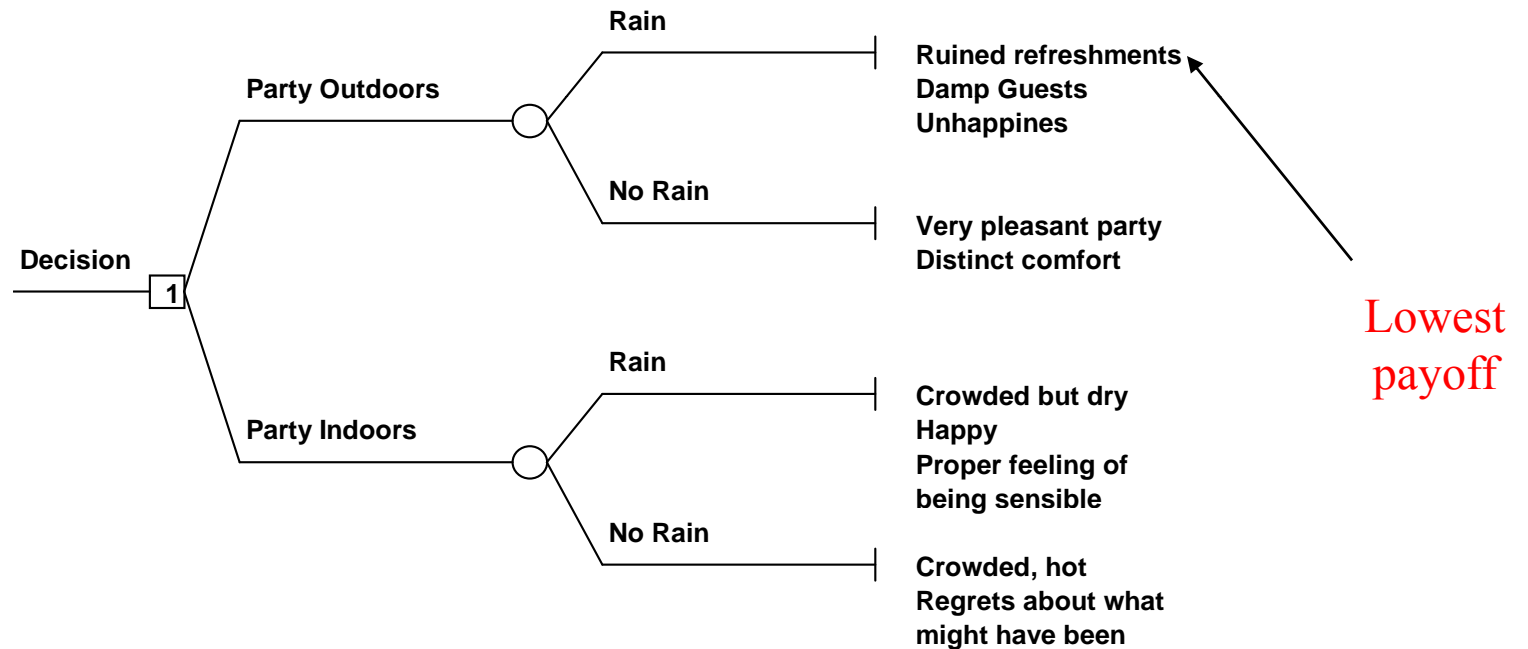 Rain
Ruined refreshments
Damp Guests
Unhappines
Party Outdoors
No Rain
Very pleasant party
Distinct comfort
Decision
1
Lowest
payoff
Rain
Crowded but dry
Happy
Proper feeling of
being sensible
Party Indoors
No Rain
Crowded, hot
Regrets about what
might have been